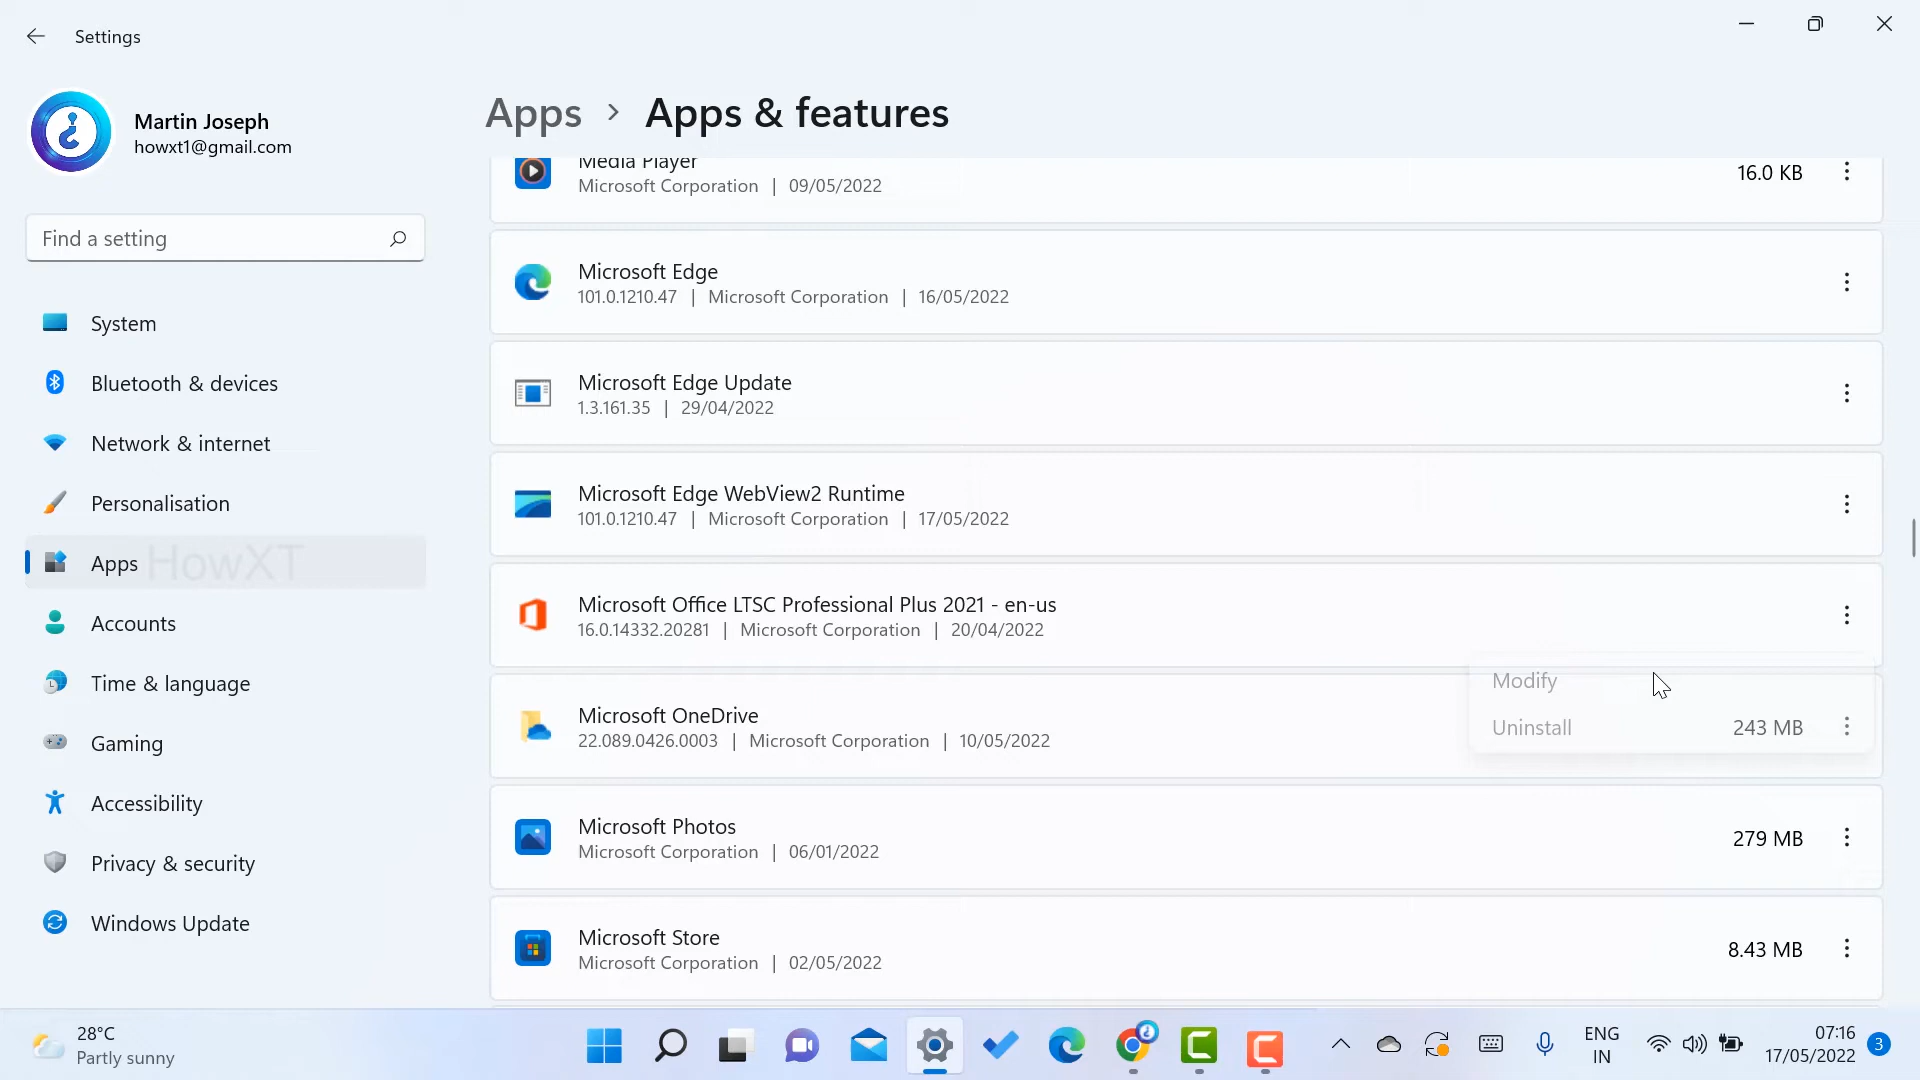 Settings
Martin Joseph
howxt1@gmail.com
Find a setting
System
Bluetooth & devices
Network & internet
Personalisation
Apps
HowXT
Accounts
Time & language
Gaming
Accessibility
Privacy & security
Windows Update
Apps > Apps & features
Media Player
Microsoft Corporation | 09/05/2022
16.0 KB
Microsoft Edge
101.0.1210.47 | Microsoft Corporation | 16/05/2022
Microsoft Edge Update
1.3.161.35 | 29/04/2022
Microsoft Edge WebView2 Runtime
101.0.1210.47 | Microsoft Corporation | 17/05/2022
Microsoft Office LTSC Professional Plus 2021 - en-us
16.0.14332.20281 | Microsoft Corporation | 20/04/2022
Modify
Uninstall
Microsoft OneDrive
22.089.0426.0003 | Microsoft Corporation | 10/05/2022
243 MB
Microsoft Photos
Microsoft Corporation | 06/01/2022
279 MB
Microsoft Store
Microsoft Corporation | 02/05/2022
8.43 MB
28°C
Partly sunny
ENG
IN
07:16
17/05/2022
3